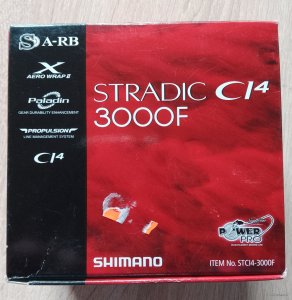 S A-RB
X
AERO WRAP II
Paladin
GEAR DURABILITY ENHANCEMENT
PROPULSION
LINE MANAGEMENT SYSTEM
CI4
STRADIC CI4
3000F
POWER
PRO
SHIMANO
ITEM No. STCI4-3000F